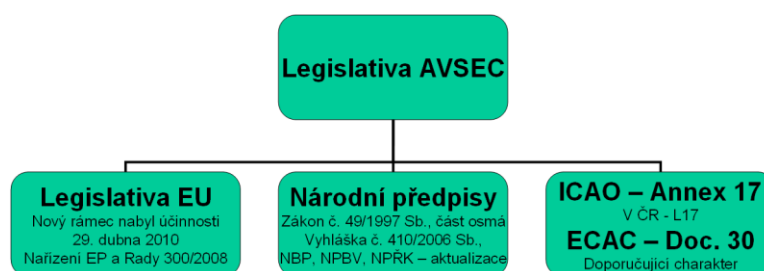 Legislativa AVSEC
Legislativa EU
Nový rámec nabyl účinnosti
29. dubna 2010
Nařízení EP a Rady 300/2008
Národní předpisy
Zákon č. 49/1997 Sb., část osmá
Vyhláška č. 410/2006 Sb.,
NBP, NPBV, NPŘK – aktualizace
ICAO – Annex 17
V ČR - L17
ECAC – Doc. 30
Doporučující charakter